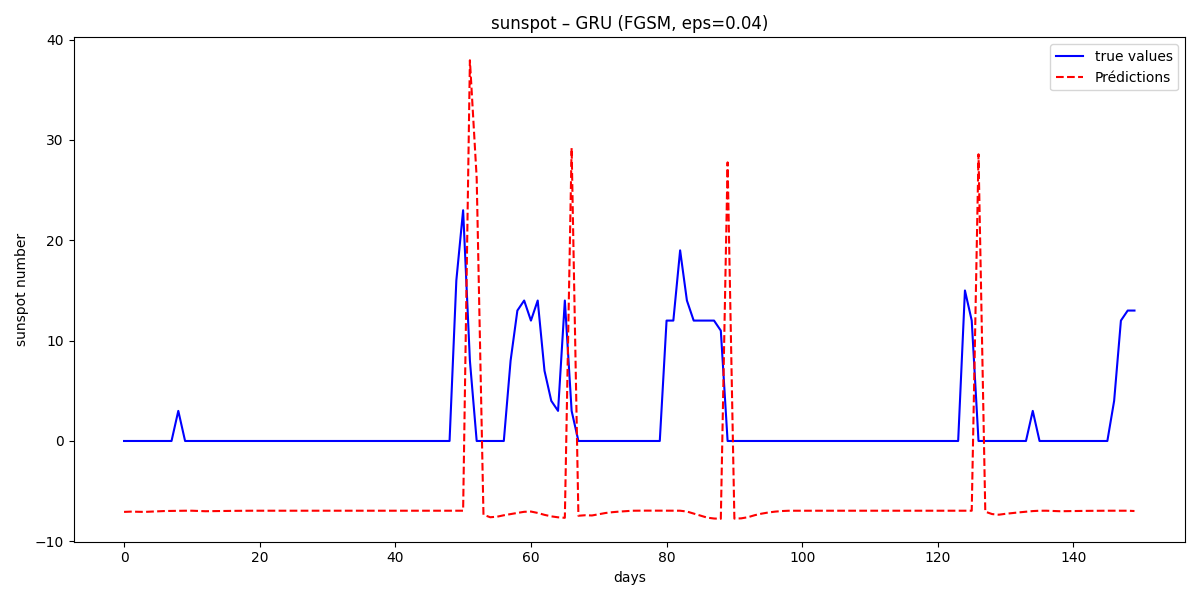 sunspot – GRU (FGSM, eps=0.04)
true values
Prédictions
sunspot number
40
30
20
10
0
−10
0
20
40
60
80
100
120
140
days